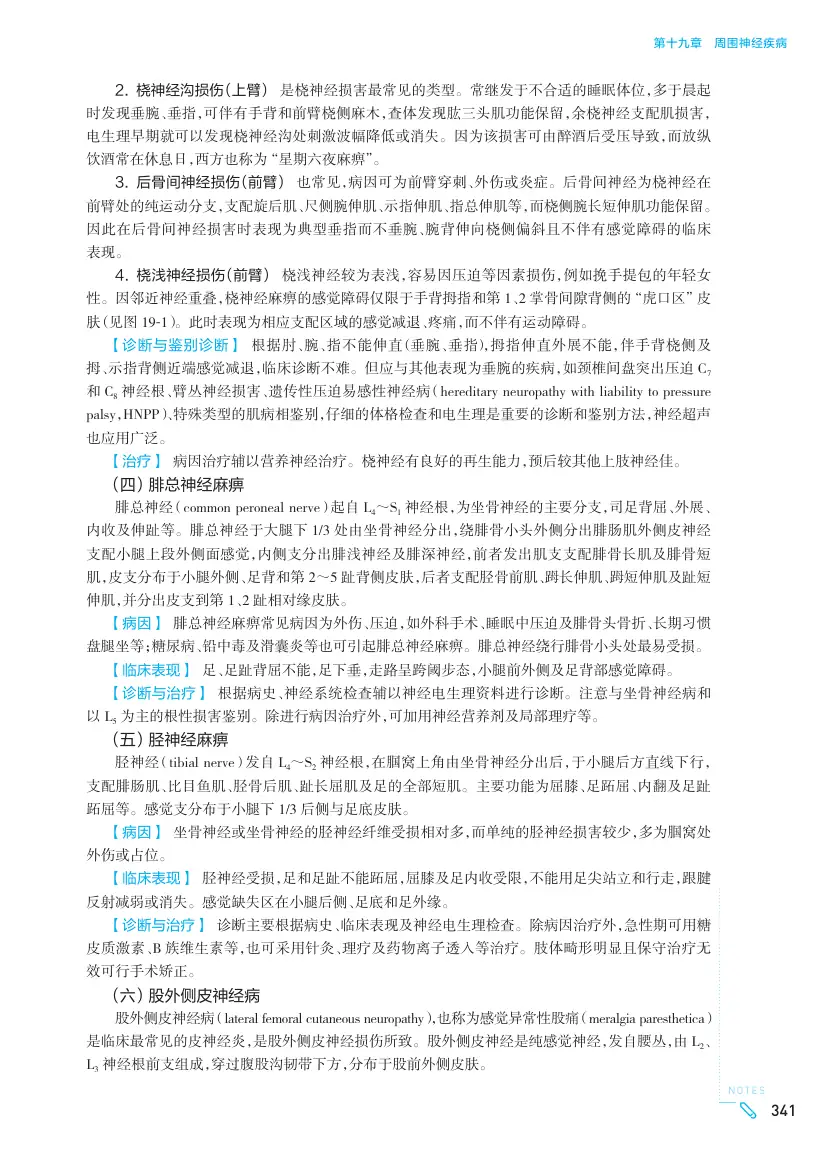 第十九章　周围神经疾病
2. 桡神经沟损伤（上臂）　是桡神经损害最常见的类型。常继发于不合适的睡眠体位，多于晨起
时发现垂腕、垂指，可伴有手背和前臂桡侧麻木，查体发现肱三头肌功能保留，余桡神经支配肌损害，
电生理早期就可以发现桡神经沟处刺激波幅降低或消失。因为该损害可由醉酒后受压导致，而放纵
饮酒常在休息日，西方也称为“星期六夜麻痹”。
3. 后骨间神经损伤（前臂）　也常见，病因可为前臂穿刺、外伤或炎症。后骨间神经为桡神经在
前臂处的纯运动分支，支配旋后肌、尺侧腕伸肌、示指伸肌、指总伸肌等，而桡侧腕长短伸肌功能保留。
因此在后骨间神经损害时表现为典型垂指而不垂腕、腕背伸向桡侧偏斜且不伴有感觉障碍的临床
表现。
4. 桡浅神经损伤（前臂）　桡浅神经较为表浅，容易因压迫等因素损伤，例如挽手提包的年轻女
性。因邻近神经重叠，桡神经麻痹的感觉障碍仅限于手背拇指和第 1、2 掌骨间隙背侧的“虎口区”皮
肤（见图 19-1）。此时表现为相应支配区域的感觉减退、疼痛，而不伴有运动障碍。
【诊断与鉴别诊断】　根据肘、腕、指不能伸直（垂腕、垂指），拇指伸直外展不能，伴手背桡侧及
拇、示指背侧近端感觉减退，临床诊断不难。但应与其他表现为垂腕的疾病，如颈椎间盘突出压迫 C₇
和 C₈ 神经根、臂丛神经损害、遗传性压迫易感性神经病（hereditary neuropathy with liability to pressure
palsy，HNPP）、特殊类型的肌病相鉴别，仔细的体格检查和电生理是重要的诊断和鉴别方法，神经超声
也应用广泛。
【治疗】　病因治疗辅以营养神经治疗。桡神经有良好的再生能力，预后较其他上肢神经佳。
（四）腓总神经麻痹
腓总神经（common peroneal nerve）起自 L₄～S₁ 神经根，为坐骨神经的主要分支，司足背屈、外展、
内收及伸趾等。腓总神经于大腿下 1/3 处由坐骨神经分出，绕腓骨小头外侧分出腓肠肌外侧皮神经
支配小腿上段外侧面感觉，内侧支分出腓浅神经及腓深神经，前者发出肌支支配腓骨长肌及腓骨短
肌，皮支分布于小腿外侧、足背和第 2～5 趾背侧皮肤，后者支配胫骨前肌、𧿹长伸肌、𧿹短伸肌及趾短
伸肌，并分出皮支到第 1、2 趾相对缘皮肤。
【病因】　腓总神经麻痹常见病因为外伤、压迫，如外科手术、睡眠中压迫及腓骨头骨折、长期习惯
盘腿坐等；糖尿病、铅中毒及滑囊炎等也可引起腓总神经麻痹。腓总神经绕行腓骨小头处最易受损。
【临床表现】　足、足趾背屈不能，足下垂，走路呈跨阈步态，小腿前外侧及足背部感觉障碍。
【诊断与治疗】　根据病史、神经系统检查辅以神经电生理资料进行诊断。注意与坐骨神经病和
以 L₅ 为主的根性损害鉴别。除进行病因治疗外，可加用神经营养剂及局部理疗等。
（五）胫神经麻痹
胫神经（tibial nerve）发自 L₄～S₂ 神经根，在腘窝上角由坐骨神经分出后，于小腿后方直线下行，
支配腓肠肌、比目鱼肌、胫骨后肌、趾长屈肌及足的全部短肌。主要功能为屈膝、足跖屈、内翻及足趾
跖屈等。感觉支分布于小腿下 1/3 后侧与足底皮肤。
【病因】　坐骨神经或坐骨神经的胫神经纤维受损相对多，而单纯的胫神经损害较少，多为腘窝处
外伤或占位。
【临床表现】　胫神经受损，足和足趾不能跖屈，屈膝及足内收受限，不能用足尖站立和行走，跟腱
反射减弱或消失。感觉缺失区在小腿后侧、足底和足外缘。
【诊断与治疗】　诊断主要根据病史、临床表现及神经电生理检查。除病因治疗外，急性期可用糖
皮质激素、B 族维生素等，也可采用针灸、理疗及药物离子透入等治疗。肢体畸形明显且保守治疗无
效可行手术矫正。
（六）股外侧皮神经病
股外侧皮神经病（lateral femoral cutaneous neuropathy），也称为感觉异常性股痛（meralgia paresthetica）
是临床最常见的皮神经炎，是股外侧皮神经损伤所致。股外侧皮神经是纯感觉神经，发自腰丛，由 L₂、
L₃ 神经根前支组成，穿过腹股沟韧带下方，分布于股前外侧皮肤。
NOTES
341